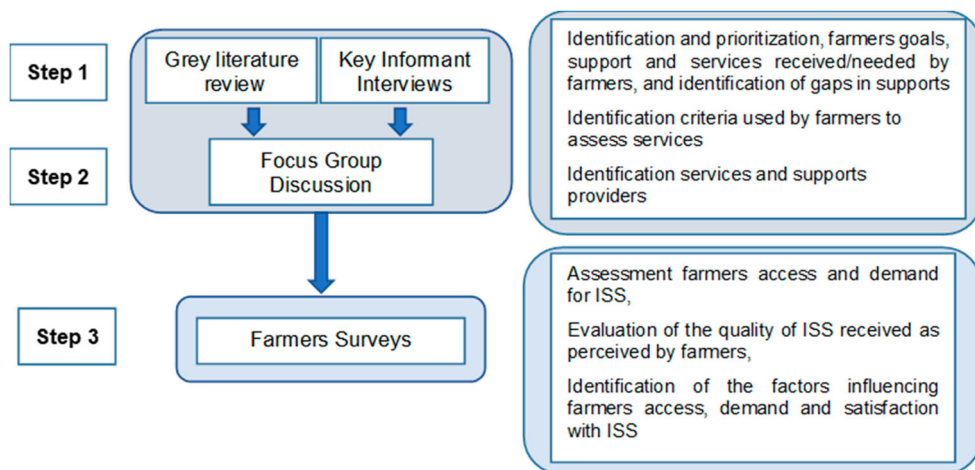 Step 1
Grey literature
review
Key Informant
Interviews
Identification and prioritization, farmers goals,
support and services received/needed by
farmers, and identification of gaps in supports
Identification criteria used by farmers to
assess services
Identification services and supports
providers
Step 2
Focus Group
Discussion
Step 3
Farmers Surveys
Assessment farmers access and demand
for ISS,
Evaluation of the quality of ISS received as
perceived by farmers,
Identification of the factors influencing
farmers access, demand and satisfaction
with ISS